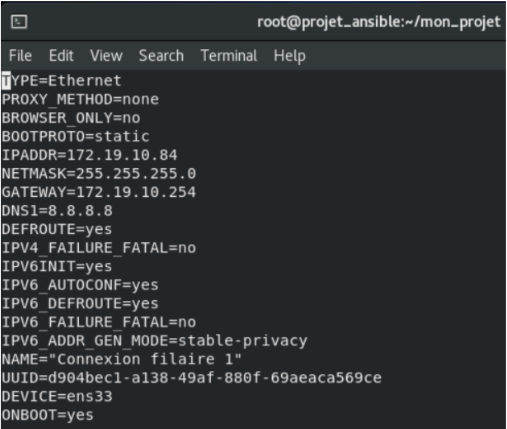 root@projet_ansible:~/mon_projet
File Edit View Search Terminal Help
TYPE=Ethernet
PROXY_METHOD=none
BROWSER_ONLY=no
BOOTPROTO=static
IPADDR=172.19.10.84
NETMASK=255.255.255.0
GATEWAY=172.19.10.254
DNS1=8.8.8.8
DEFROUTE=yes
IPV4_FAILURE_FATAL=no
IPV6INIT=yes
IPV6_AUTOCONF=yes
IPV6_DEFROUTE=yes
IPV6_FAILURE_FATAL=no
IPV6_ADDR_GEN_MODE=stable-privacy
NAME="Connexion filaire 1"
UUID=d904bec1-a138-49af-880f-69aeaca569ce
DEVICE=ens33
ONBOOT=yes